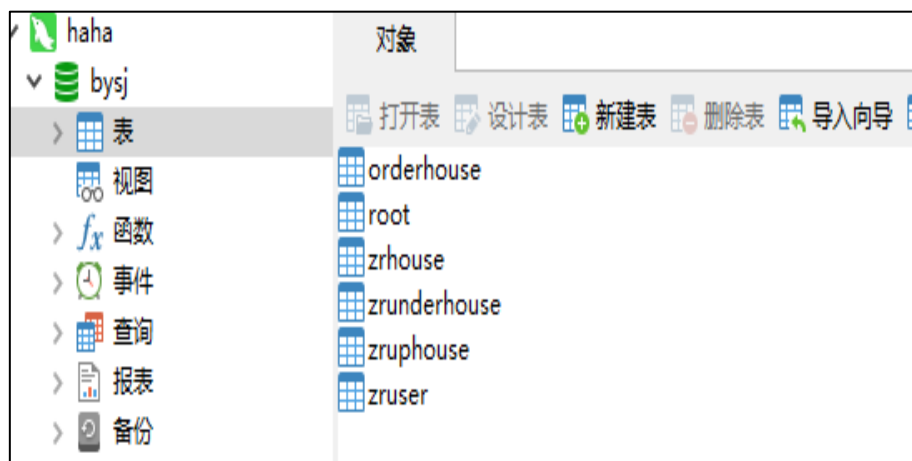 haha
bysj
表
视图
函数
事件
查询
报表
备份
对象
打开表 设计表 新建表 删除表 导入向导
orderhouse
root
zrhouse
zrunderhouse
zruphouse
zruser